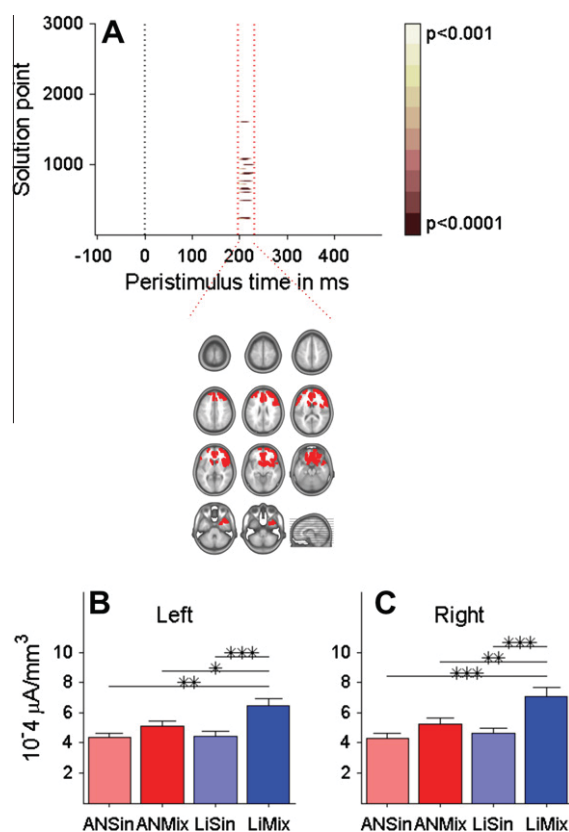 A
3000
2000
1000
Solution point
-100 0 100 200 300 400
Peristimulus time in ms
p<0.001
p<0.0001
B
Left
10
8
6
4
2
10⁻4 µA/mm³
***
*
**
ANSin ANMix LiSin LiMix
C
Right
10
8
6
4
2
***
**
***
ANSin ANMix LiSin LiMix